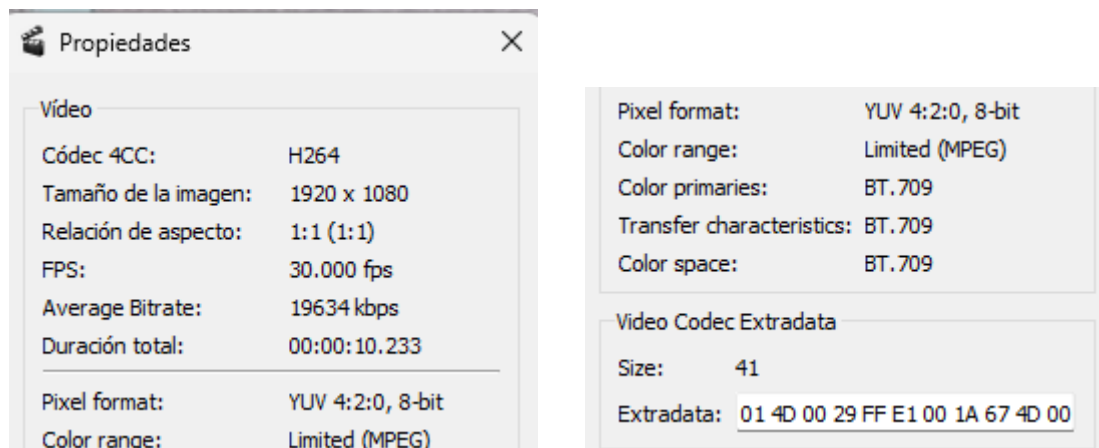 Propiedades
Vídeo
Códec 4CC: H264
Tamaño de la imagen: 1920 x 1080
Relación de aspecto: 1:1 (1:1)
FPS: 30.000 fps
Average Bitrate: 19634 kbps
Duración total: 00:00:10.233
Pixel format: YUV 4:2:0, 8-bit
Color range: Limited (MPEG)
Pixel format: YUV 4:2:0, 8-bit
Color range: Limited (MPEG)
Color primaries: BT.709
Transfer characteristics: BT.709
Color space: BT.709
Video Codec Extradata
Size: 41
Extradata: 01 4D 00 29 FF E1 00 1A 67 4D 00